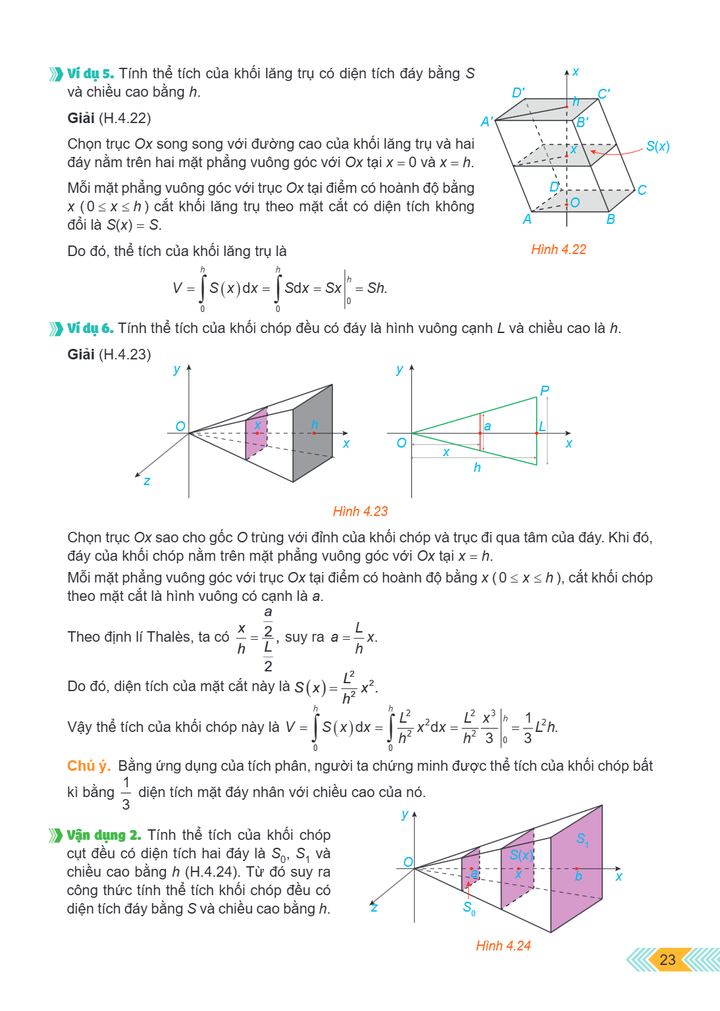 Ví dụ 5. Tính thể tích của khối lăng trụ có diện tích đáy bằng S
và chiều cao bằng h.
Giải (H.4.22)
Chọn trục Ox song song với đường cao của khối lăng trụ và hai
đáy nằm trên hai mặt phẳng vuông góc với Ox tại x = 0 và x = h.
Mỗi mặt phẳng vuông góc với trục Ox tại điểm có hoành độ bằng
x (0 ≤ x ≤ h) cắt khối lăng trụ theo mặt cắt có diện tích không
đổi là S(x) = S.
Do đó, thể tích của khối lăng trụ là
V = ∫₀ʰ S(x)dx = ∫₀ʰ Sdx = Sx |₀ʰ = Sh.
x
D' h C'
A' B'
x S(x)
D C
O
A B
Hình 4.22
Ví dụ 6. Tính thể tích của khối chóp đều có đáy là hình vuông cạnh L và chiều cao là h.
Giải (H.4.23)
y
O x h
x
z
y
P
a L
O x x
h
Hình 4.23
Chọn trục Ox sao cho gốc O trùng với đỉnh của khối chóp và trục đi qua tâm của đáy. Khi đó,
đáy của khối chóp nằm trên mặt phẳng vuông góc với Ox tại x = h.
Mỗi mặt phẳng vuông góc với trục Ox tại điểm có hoành độ bằng x (0 ≤ x ≤ h), cắt khối chóp
theo mặt cắt là hình vuông có cạnh là a.
Theo định lí Thalès, ta có x/h = (a/2)/(L/2), suy ra a = L/h x.
Do đó, diện tích của mặt cắt này là S(x) = L²/h² x².
Vậy thể tích của khối chóp này là V = ∫₀ʰ S(x)dx = ∫₀ʰ L²/h² x²dx = L²/h² x³/3 |₀ʰ = 1/3 L²h.
Chú ý. Bằng ứng dụng của tích phân, người ta chứng minh được thể tích của khối chóp bất
kì bằng 1/3 diện tích mặt đáy nhân với chiều cao của nó.
Vận dụng 2. Tính thể tích của khối chóp
cụt đều có diện tích hai đáy là S₀, S₁ và
chiều cao bằng h (H.4.24). Từ đó suy ra
công thức tính thể tích khối chóp đều có
diện tích đáy bằng S và chiều cao bằng h.
y
S₁
O S(x)
a x b x
z S₀
Hình 4.24
23